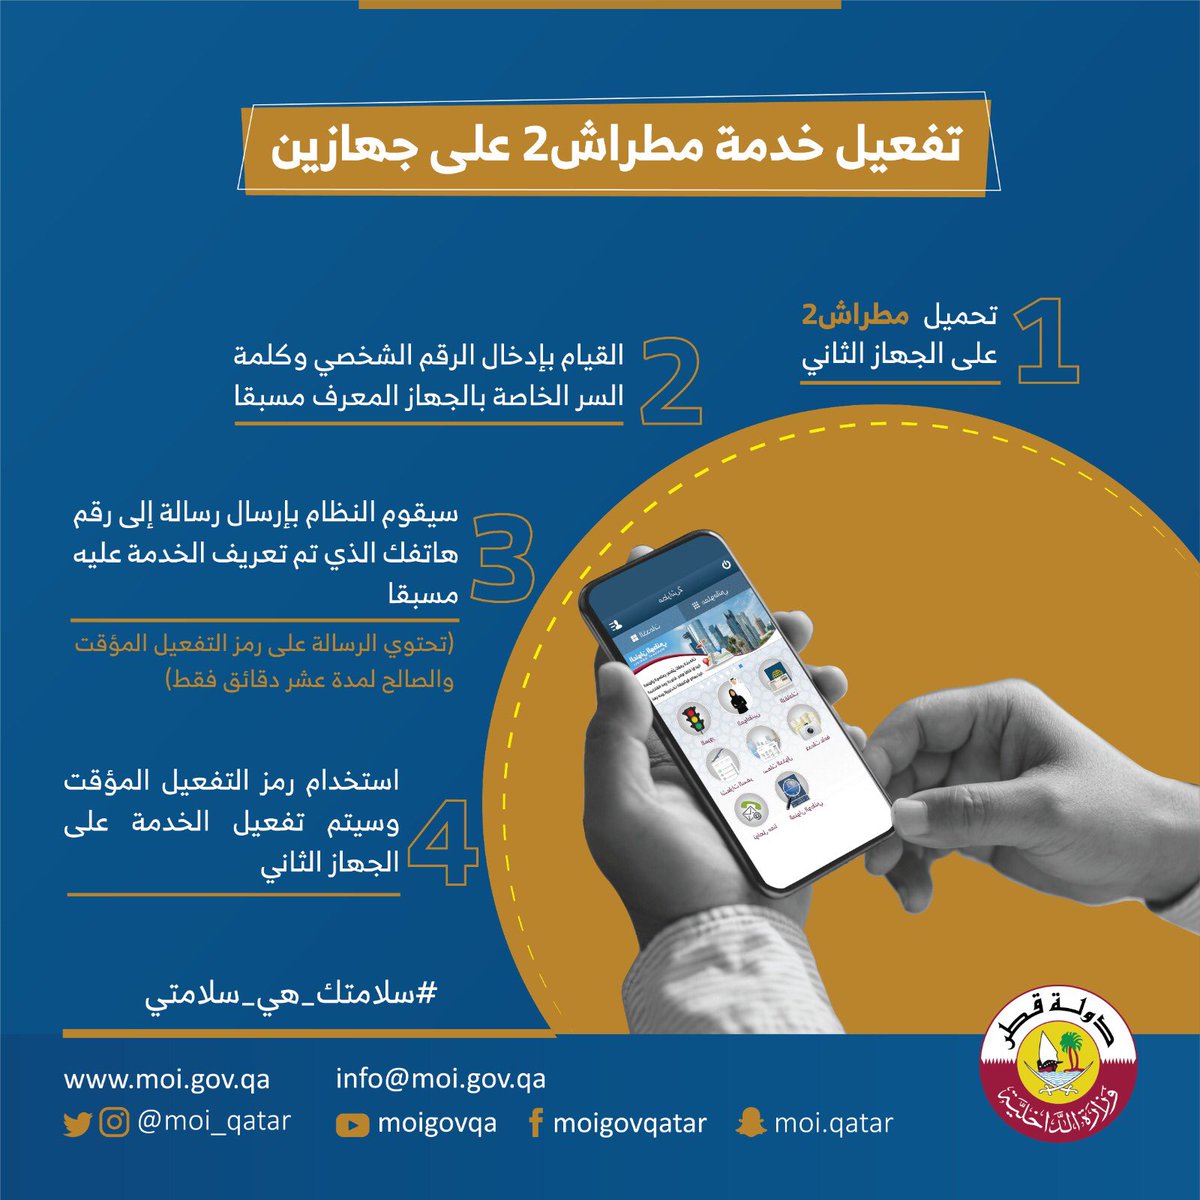 تفعيل خدمة مطراش2 على جهازين
1
تحميل مطراش2
على الجهاز الثاني
2
القيام بإدخال الرقم الشخصي وكلمة
السر الخاصة بالجهاز المعرف مسبقا
3
سيقوم النظام بإرسال رسالة إلى رقم
هاتفك الذي تم تعريف الخدمة عليه
مسبقا
(تحتوي الرسالة على رمز التفعيل المؤقت
والصالح لمدة عشر دقائق فقط)
4
استخدام رمز التفعيل المؤقت
وسيتم تفعيل الخدمة على
الجهاز الثاني
#سلامتك_هي_سلامتي
www.moi.gov.qa
info@moi.gov.qa
@moi_qatar
moigovqa
moigovqatar
moi.qatar
دولة قطر
وزارة الداخلية